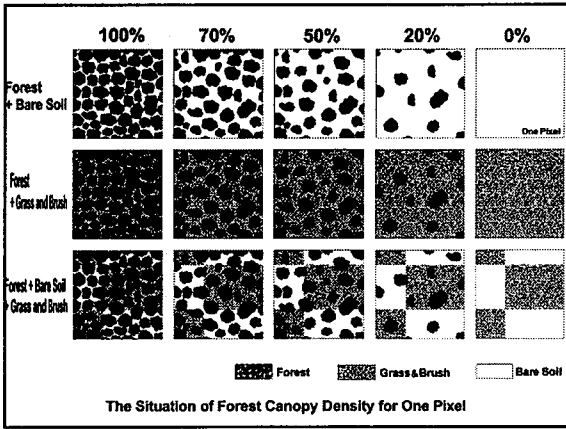 100% 70% 50% 20% 0%
Forest
+ Bare Soil
One Pixel
Forest
+Grass and Brush
Forest + Bare Soil
+ Grass and Brush
Forest Grass&Brush Bare Soil
The Situation of Forest Canopy Density for One Pixel